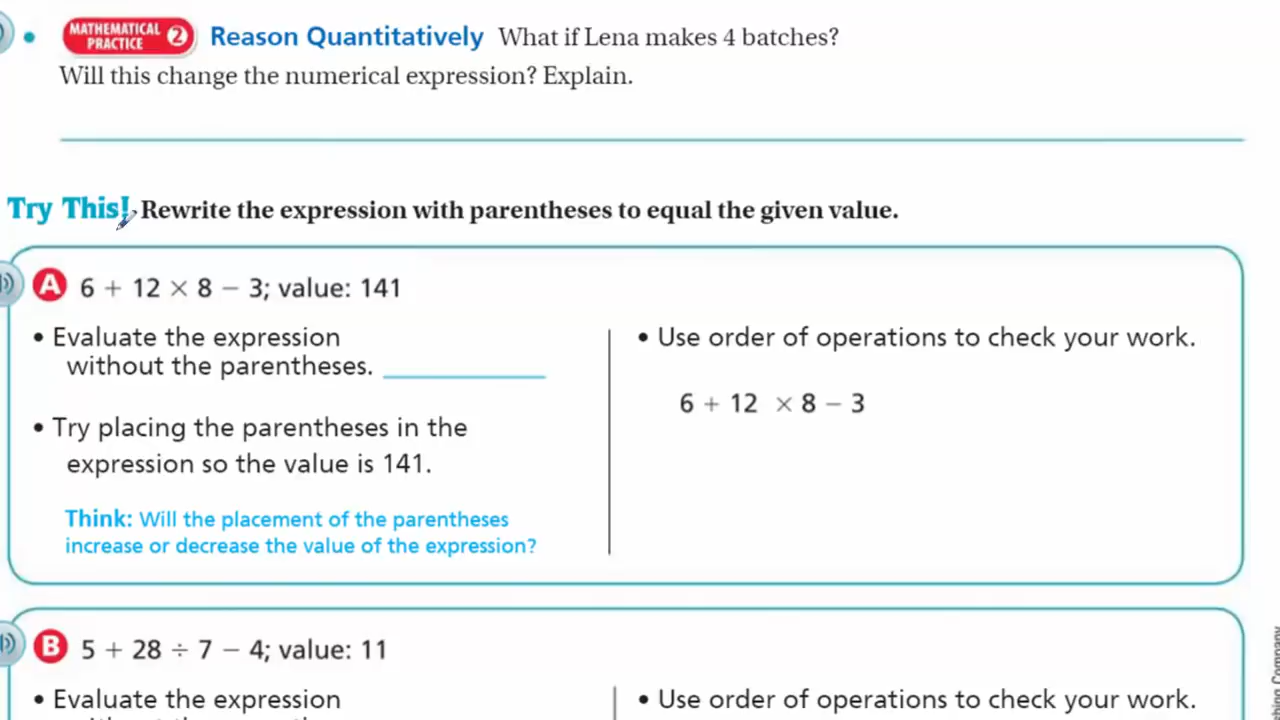 MATHEMATICAL PRACTICE 2 Reason Quantitatively What if Lena makes 4 batches?
Will this change the numerical expression? Explain.
Try This! Rewrite the expression with parentheses to equal the given value.
A 6 + 12 × 8 − 3; value: 141
• Evaluate the expression
without the parentheses.
• Try placing the parentheses in the
expression so the value is 141.
Think: Will the placement of the parentheses
increase or decrease the value of the expression?
• Use order of operations to check your work.
6 + 12 × 8 − 3
B 5 + 28 ÷ 7 − 4; value: 11
• Evaluate the expression
• Use order of operations to check your work.
Company